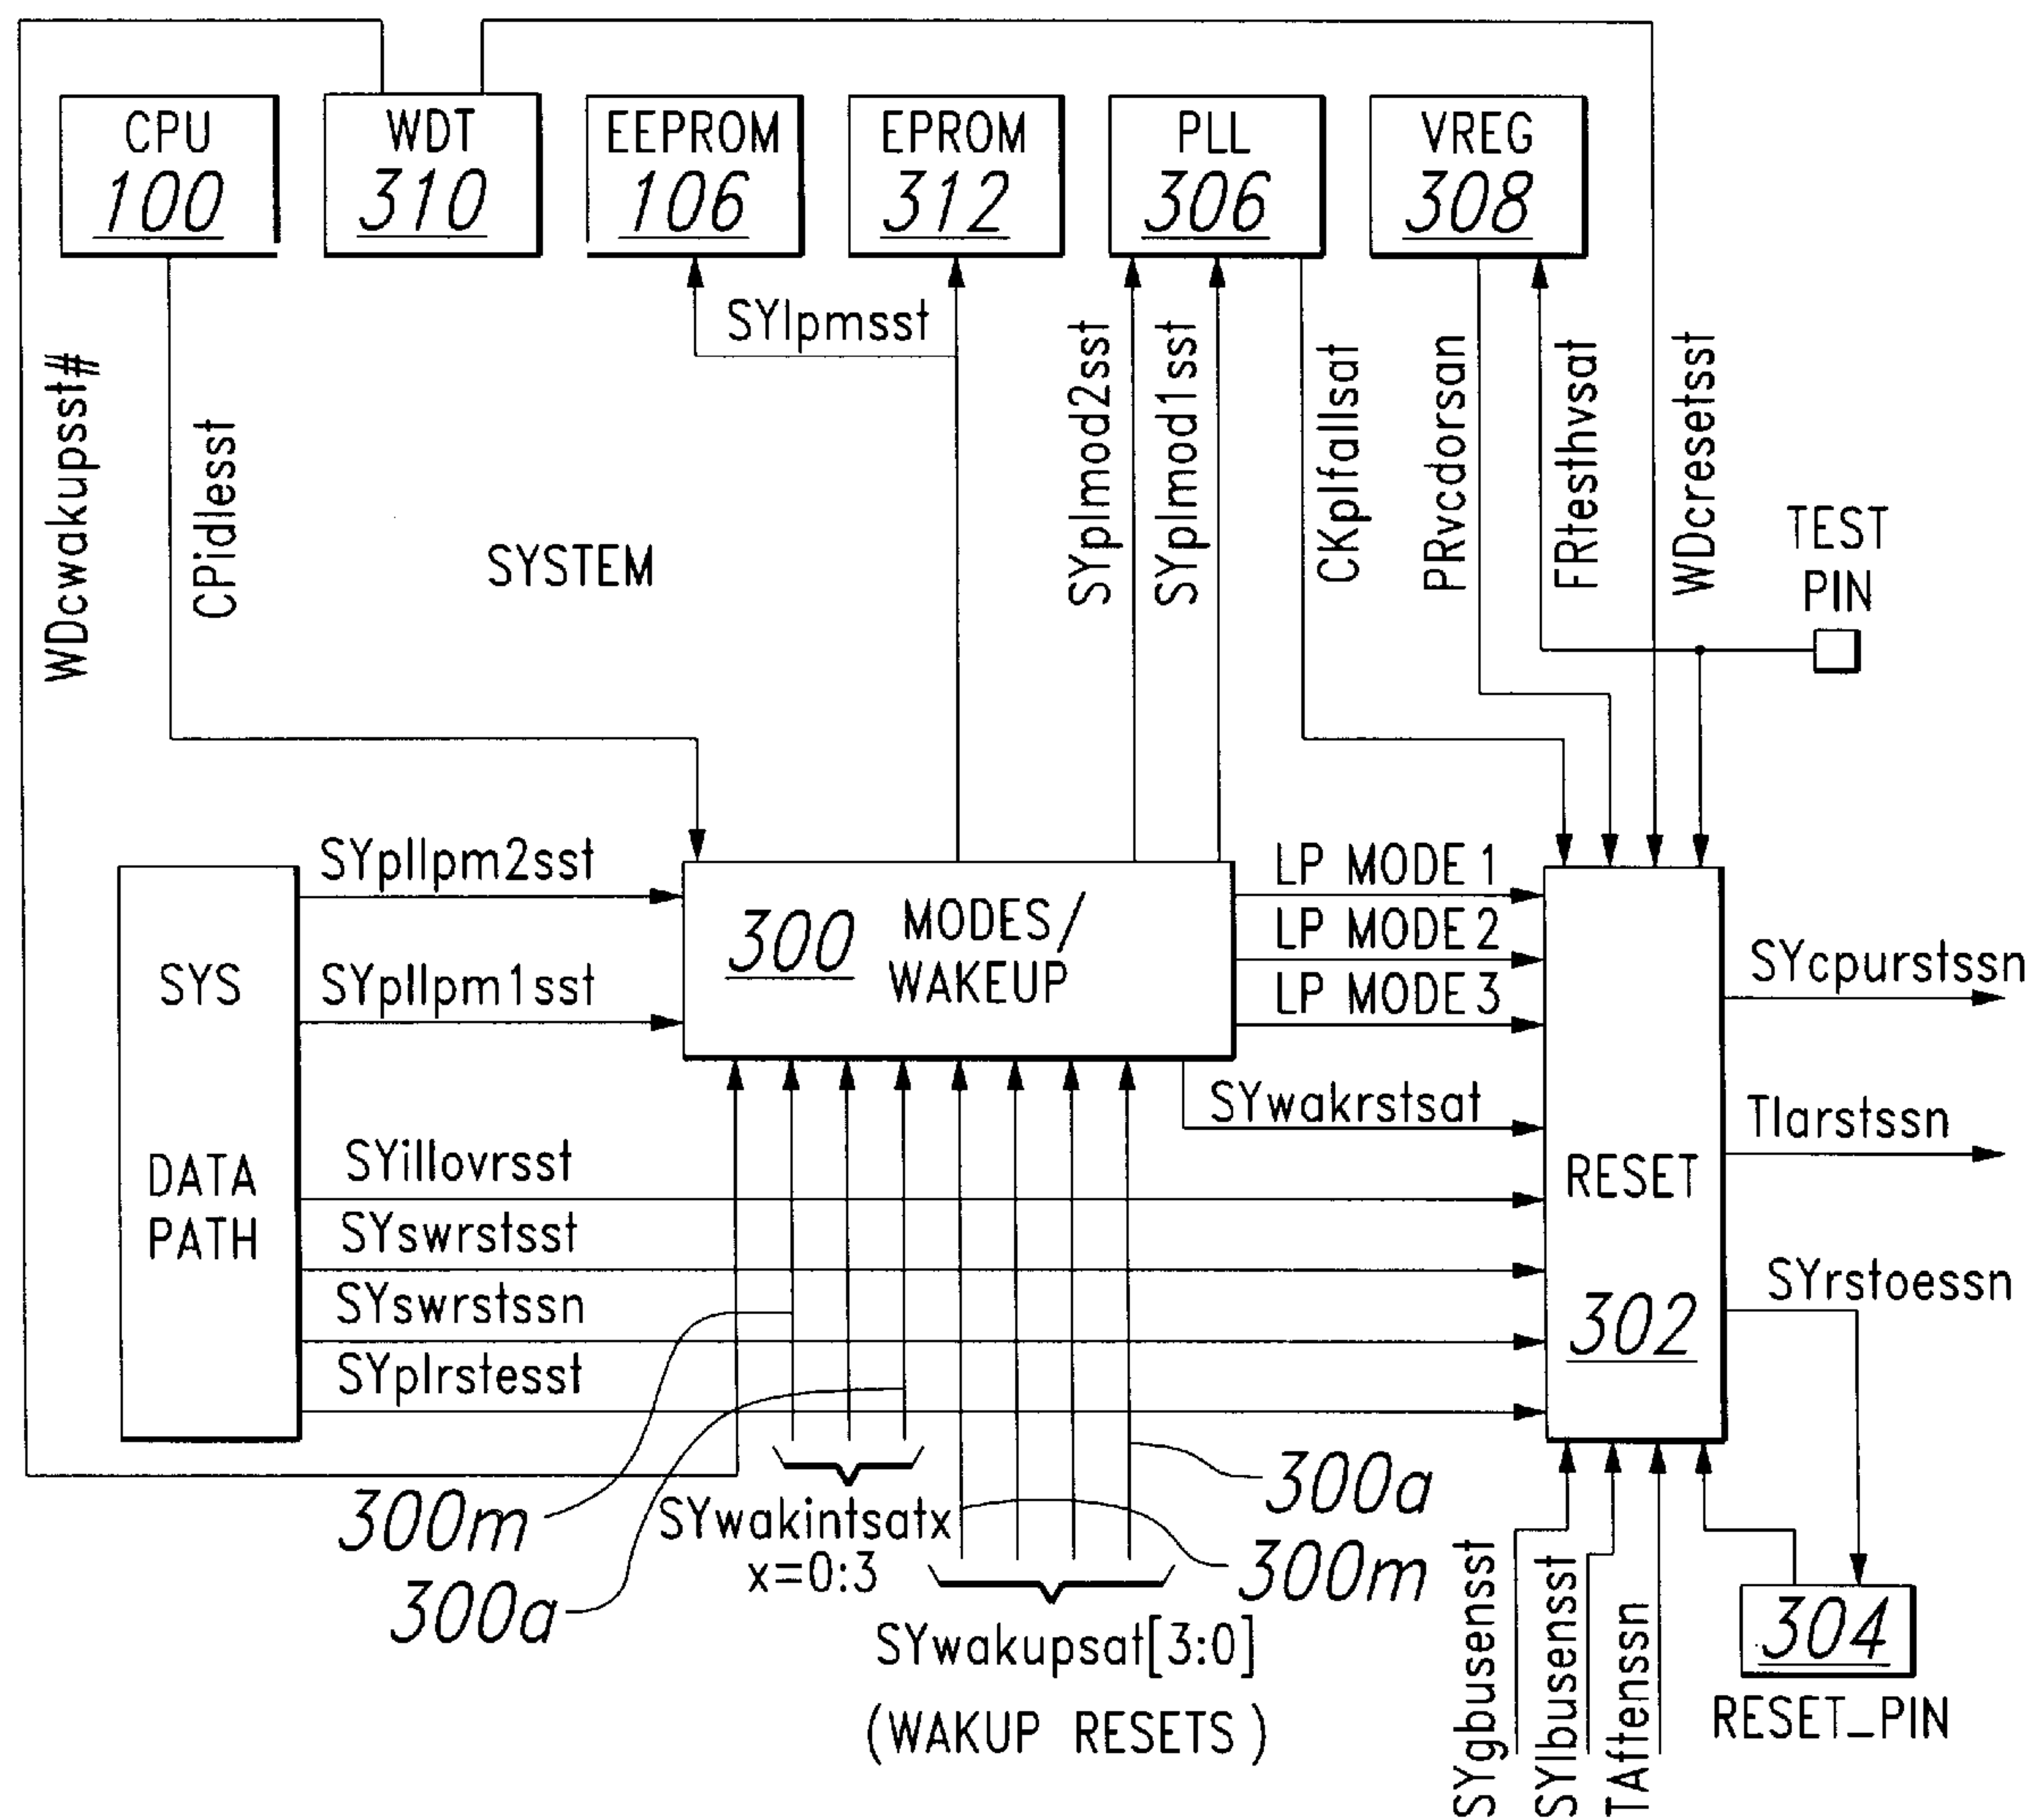 CPU
100
WDT
310
EEPROM
106
EPROM
312
PLL
306
VREG
308
SYlpmsst
WDcwakupsst#
CPidlesst
SYSTEM
SYplmod2sst
SYplmod1sst
CKplfallsat
PRvcdorsan
FRtesthvsat
WDcresetsst
TEST
PIN
SYS
DATA
PATH
SYpllpm2sst
SYpllpm1sst
300
MODES/
WAKEUP
LP MODE 1
LP MODE 2
LP MODE 3
SYwakrstsat
SYillovrsst
SYswrstsst
SYswrstssn
SYplrstesst
RESET
302
SYcpurstssn
Tlarstssn
SYrstoessn
300m
300a
SYwakintsatx
x=0:3
300a
300m
SYwakupsat[3:0]
(WAKUP RESETS)
SYgbusensst
SYlbusensst
TAftenssn
304
RESET_PIN